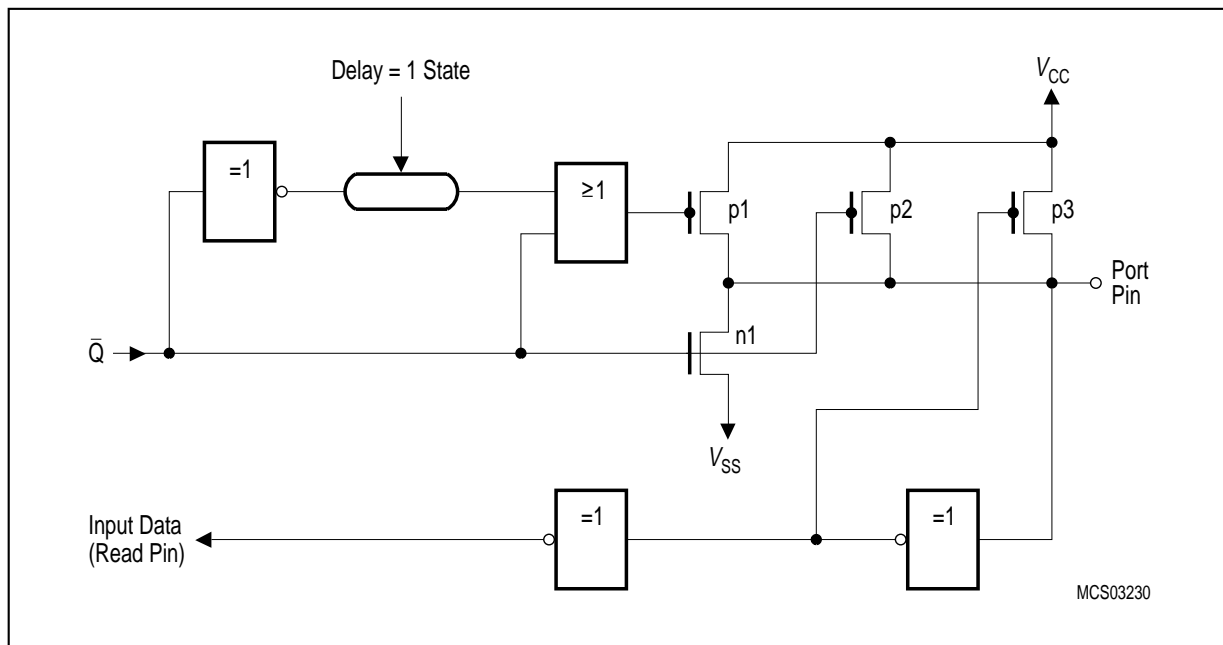 Delay = 1 State
V_CC
=1
≥1
p1
p2
p3
Port
Pin
n1
Q̄
V_SS
=1
=1
Input Data
(Read Pin)
MCS03230